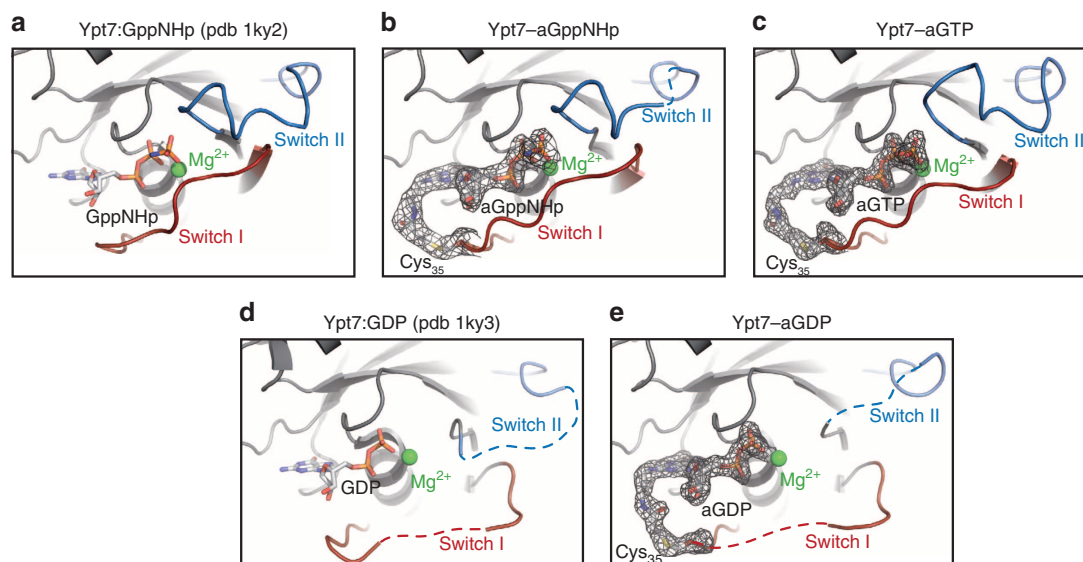 a
Ypt7:GppNHp (pdb 1ky2)
Switch II
Mg2+
GppNHp
Switch I
b
Ypt7–aGppNHp
Switch II
Mg2+
aGppNHp
Switch I
Cys35
c
Ypt7–aGTP
Switch II
Mg2+
aGTP
Switch I
Cys35
d
Ypt7:GDP (pdb 1ky3)
Switch II
Mg2+
GDP
Switch I
e
Ypt7–aGDP
Switch II
Mg2+
aGDP
Switch I
Cys35